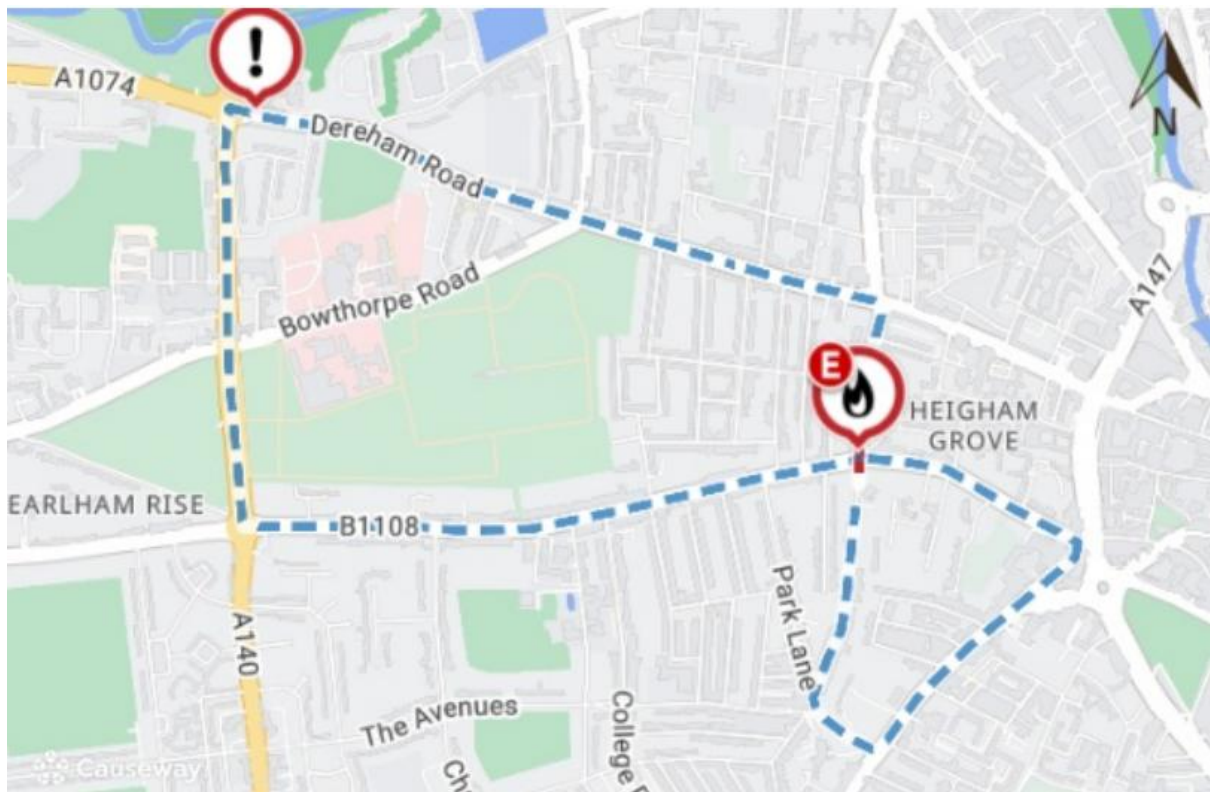 !
A1074
Dereham Road
N
A147
Bowthorpe Road
E
HEIGHAM
GROVE
EARLHAM RISE
B1108
Park Lane
A140
The Avenues
College
Causeway